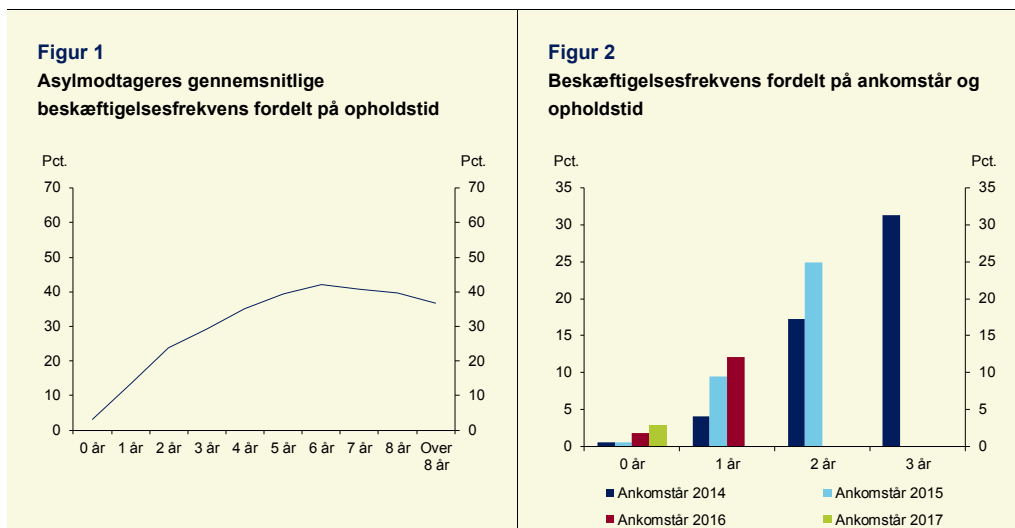 Figur 1
Asylmodtageres gennemsnitlige
beskæftigelsesfrekvens fordelt på opholdstid
Pct. Pct.
70 70
60 60
50 50
40 40
30 30
20 20
10 10
0 0
0 år 1 år 2 år 3 år 4 år 5 år 6 år 7 år 8 år Over
8 år
Figur 2
Beskæftigelsesfrekvens fordelt på ankomstår og
opholdstid
Pct. Pct.
35 35
30 30
25 25
20 20
15 15
10 10
5 5
0 0
0 år 1 år 2 år 3 år
Ankomstår 2014 Ankomstår 2015
Ankomstår 2016 Ankomstår 2017